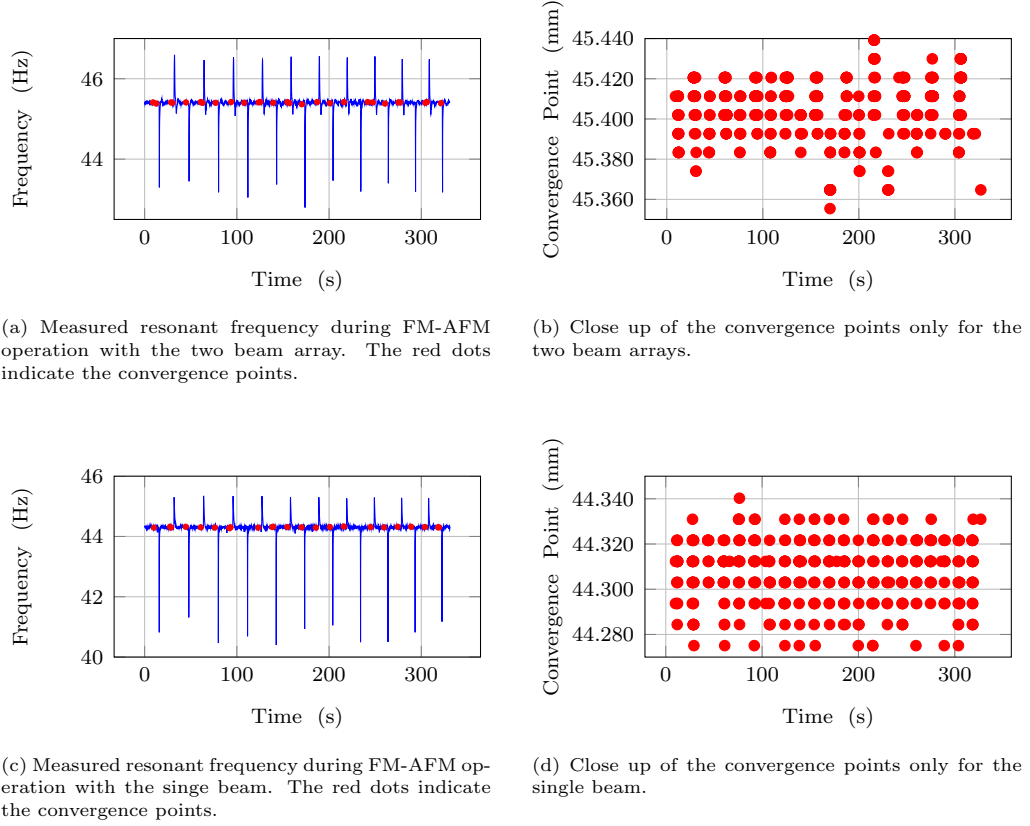 46
44
Frequency (Hz)
0 100 200 300
Time (s)
(a) Measured resonant frequency during FM-AFM
operation with the two beam array. The red dots
indicate the convergence points.
45.440
45.420
45.400
45.380
45.360
Convergence Point (mm)
0 100 200 300
Time (s)
(b) Close up of the convergence points only for the
two beam arrays.
46
44
42
40
Frequency (Hz)
0 100 200 300
Time (s)
(c) Measured resonant frequency during FM-AFM op-
eration with the singe beam. The red dots indicate
the convergence points.
44.340
44.320
44.300
44.280
Convergence Point (mm)
0 100 200 300
Time (s)
(d) Close up of the convergence points only for the
single beam.